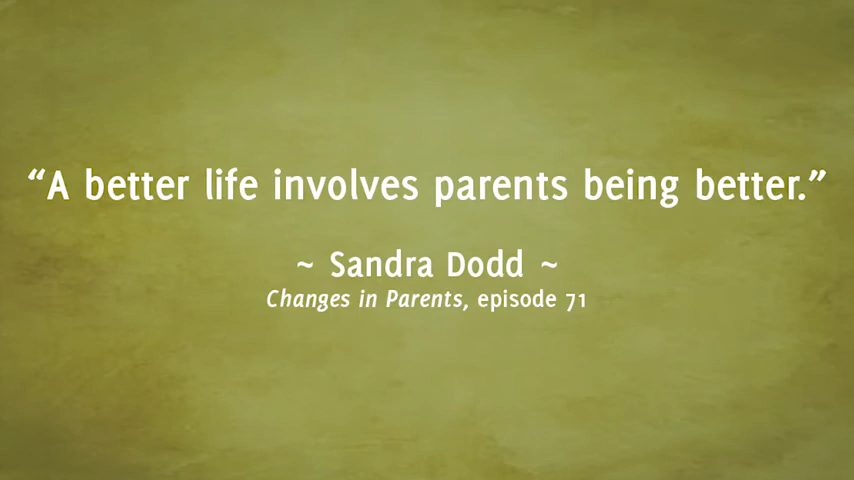 “A better life involves parents being better.”
~ Sandra Dodd ~
Changes in Parents, episode 71